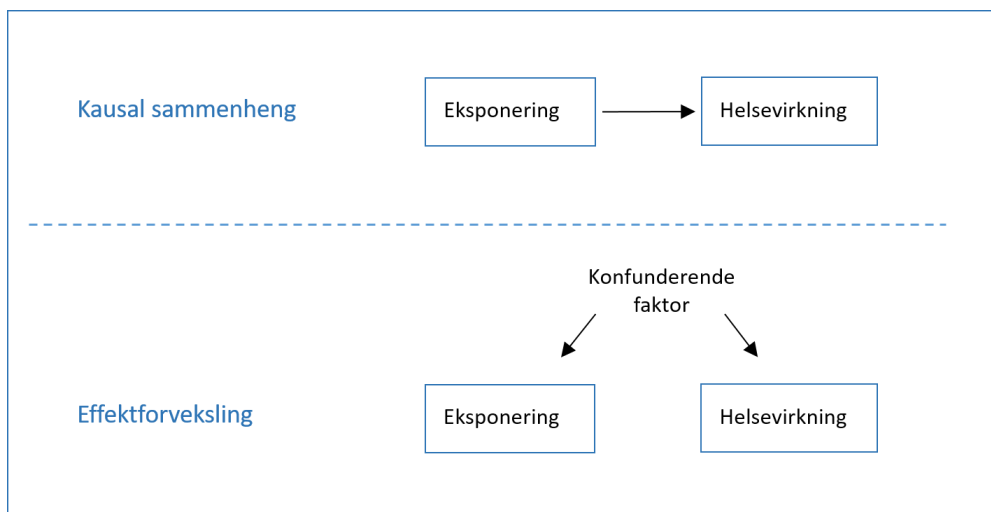 Kausal sammenheng
Eksponering
Helsevirkning
Konfunderende
faktor
Effektforveksling
Eksponering
Helsevirkning